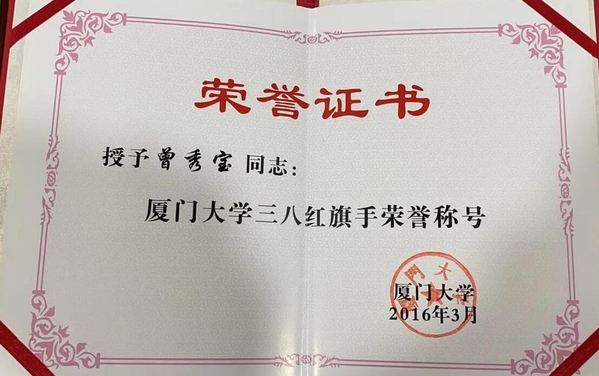 荣誉证书
授予曾秀宝同志：
厦门大学三八红旗手荣誉称号
厦门大学
2016年3月